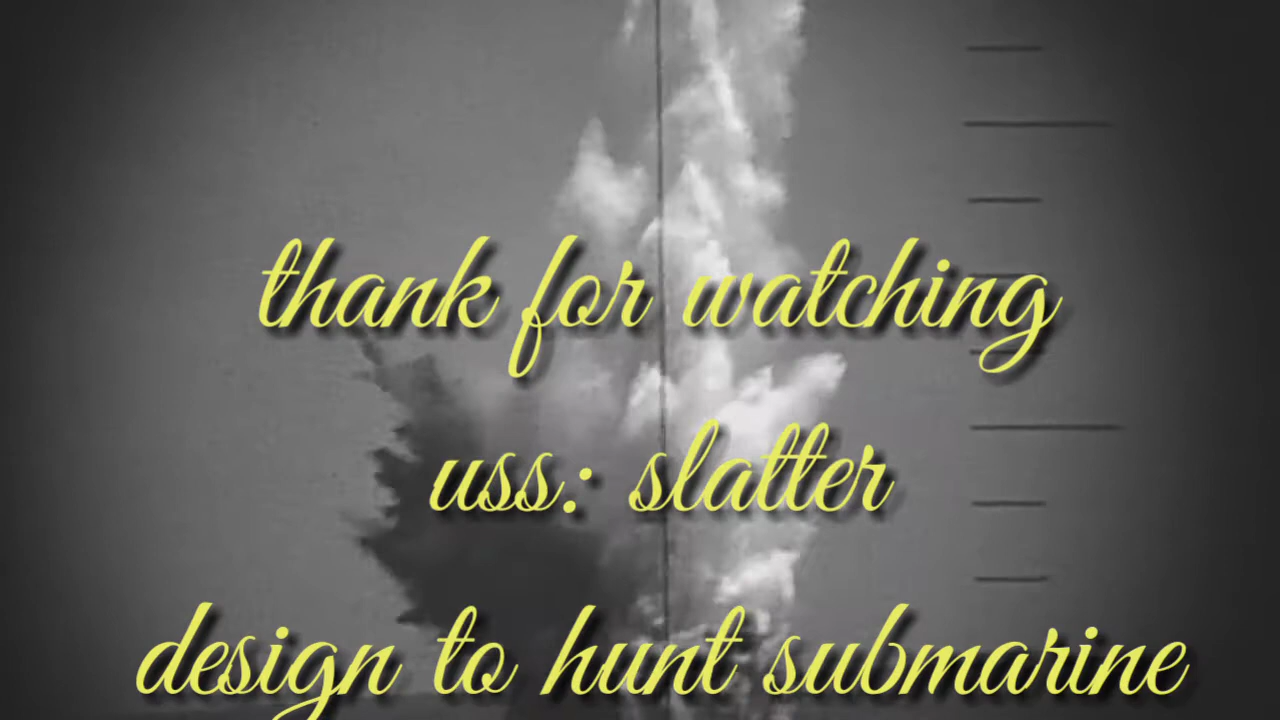 thank for watching
uss: slatter
design to hunt submarine